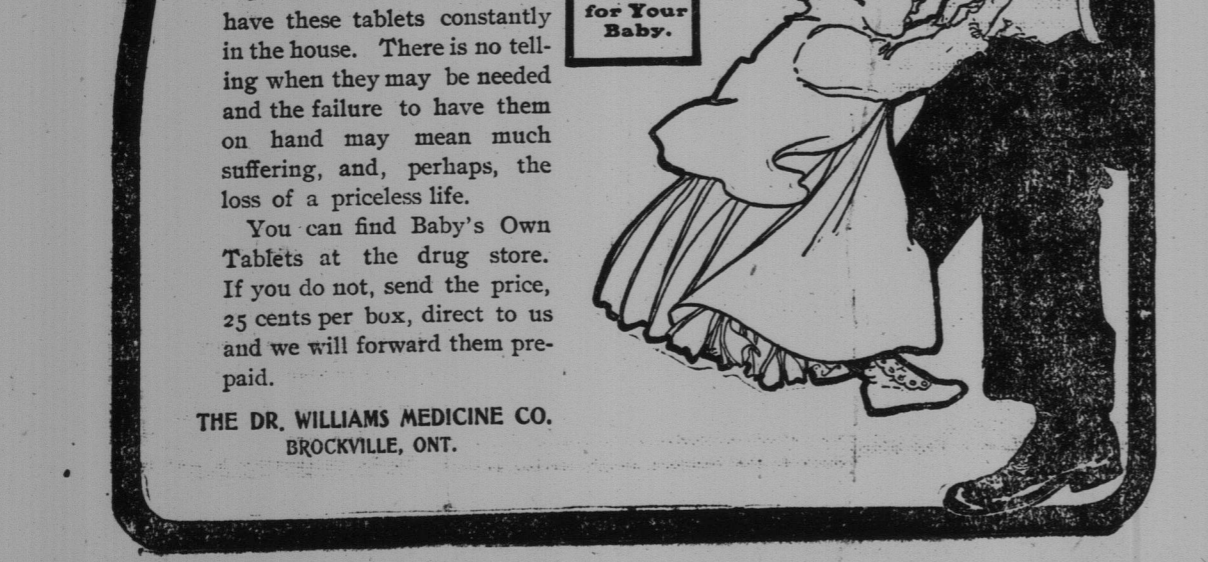 have these tablets constantly
in the house. There is no tell-
ing when they may be needed
and the failure to have them
on hand may mean much
suffering, and, perhaps, the
loss of a priceless life.
You can find Baby's Own
Tablets at the drug store.
If you do not, send the price,
25 cents per box, direct to us
and we will forward them pre-
paid.
THE DR. WILLIAMS MEDICINE CO.
BROCKVILLE, ONT.
for Your
Baby.